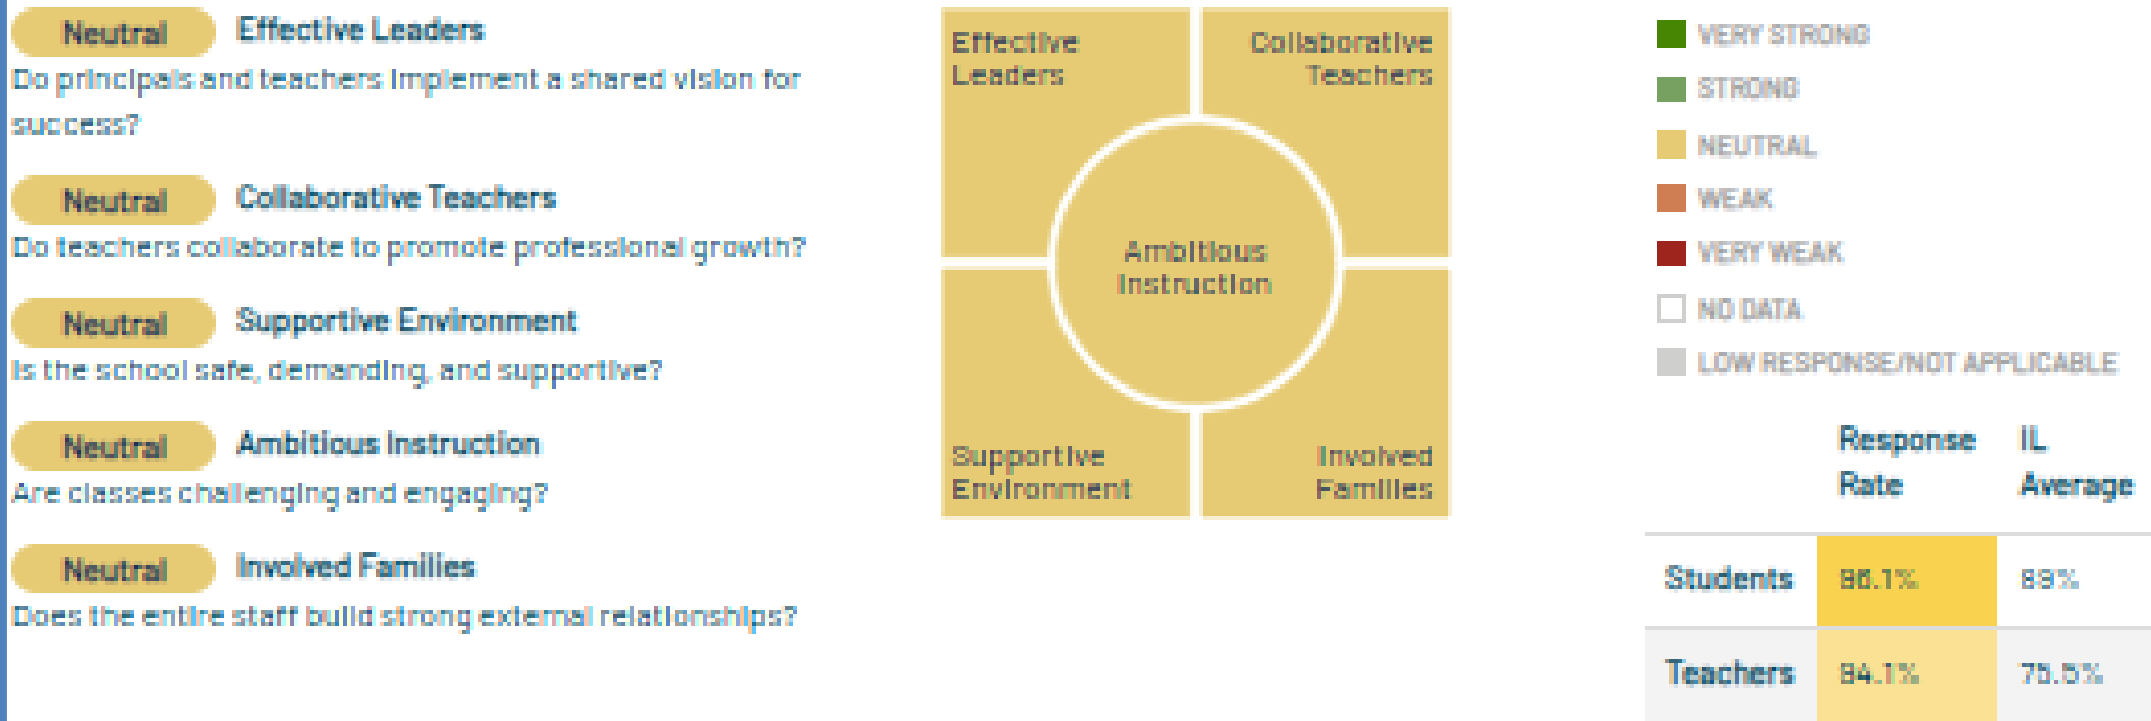 Neutral Effective Leaders
Do principals and teachers implement a shared vision for
success?
Neutral Collaborative Teachers
Do teachers collaborate to promote professional growth?
Neutral Supportive Environment
Is the school safe, demanding, and supportive?
Neutral Ambitious Instruction
Are classes challenging and engaging?
Neutral Involved Families
Does the entire staff build strong external relationships?
Effective
Leaders
Collaborative
Teachers
Ambitious
Instruction
Supportive
Environment
Involved
Families
VERY STRONG
STRONG
NEUTRAL
WEAK
VERY WEAK
NO DATA
LOW RESPONSE/NOT APPLICABLE
Response IL
Rate Average
Students
Teachers 75.5%